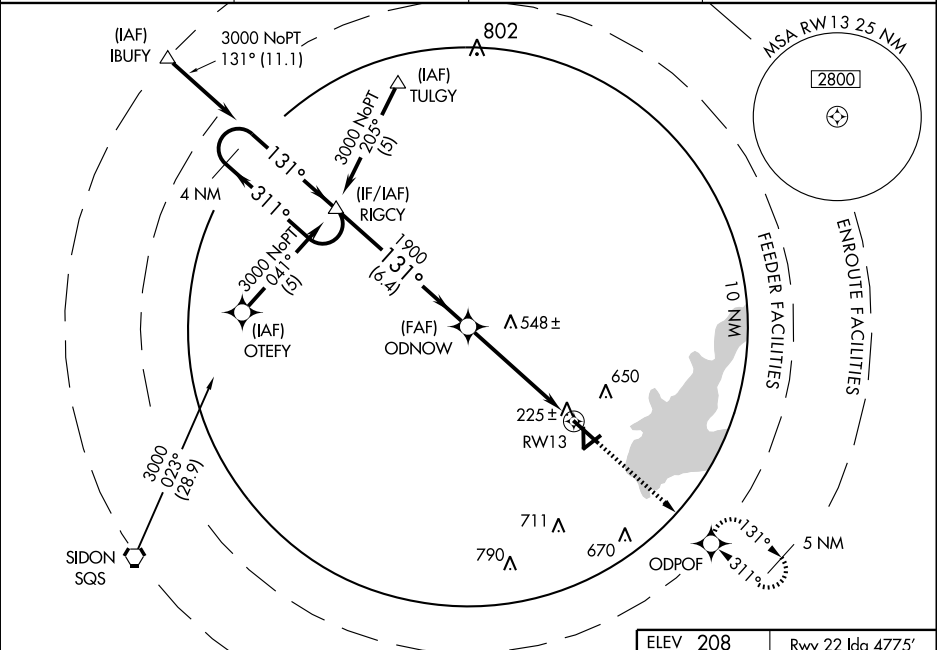 (IAF)
IBUFY
3000 NoPT
131° (11.1)
802
MSA RW13 25 NM
2800
(IAF)
TULGY
3000 NoPT
205°
(5)
131°
4 NM
311°
(IF/IAF)
RIGCY
3000 NoPT
041°
(5)
1900
131°
(6.4)
(IAF)
OTEFY
(FAF)
ODNOW
548±
10 NM
FEEDER FACILITIES
ENROUTE FACILITIES
650
225±
RW13
3000
023°
(28.9)
SIDON
SQS
711
790
670
ODPOF
131°
311°
5 NM
ELEV 208
Rwy 22 ldg 4775'